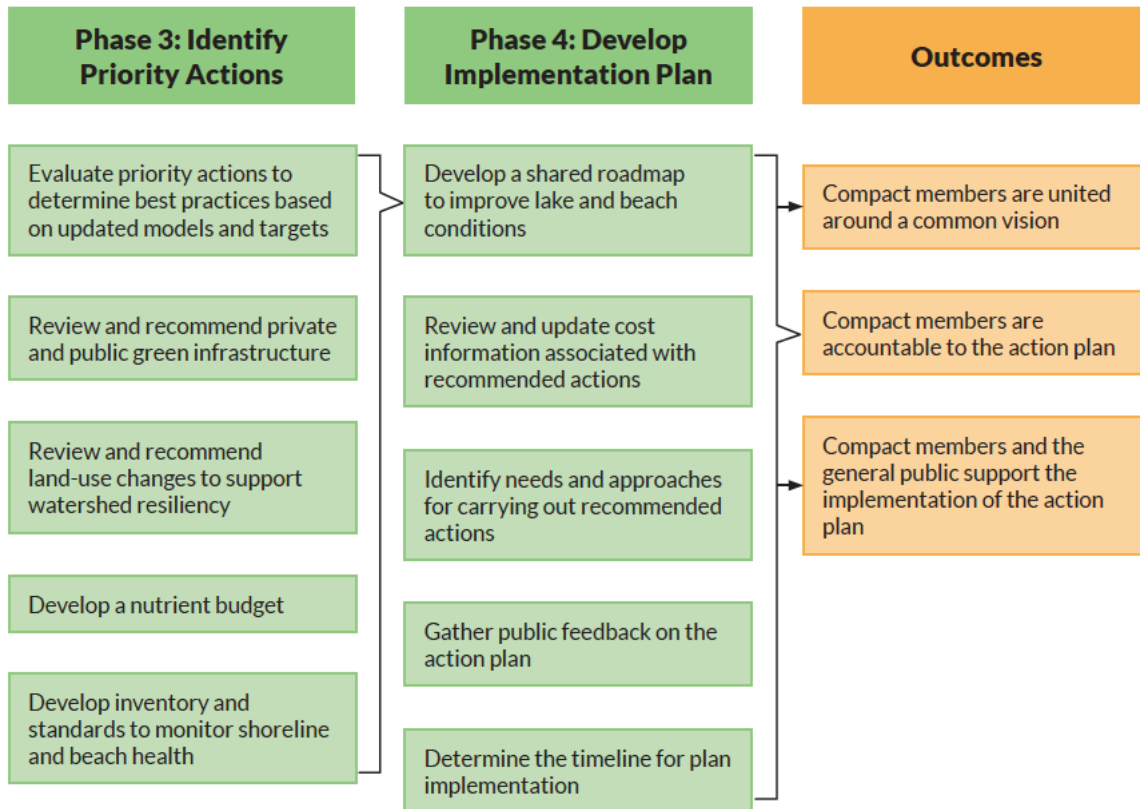 Phase 3: Identify
Priority Actions
Evaluate priority actions to
determine best practices based
on updated models and targets
Review and recommend private
and public green infrastructure
Review and recommend
land-use changes to support
watershed resiliency
Develop a nutrient budget
Develop inventory and
standards to monitor shoreline
and beach health
Phase 4: Develop
Implementation Plan
Develop a shared roadmap
to improve lake and beach
conditions
Review and update cost
information associated with
recommended actions
Identify needs and approaches
for carrying out recommended
actions
Gather public feedback on the
action plan
Determine the timeline for plan
implementation
Outcomes
Compact members are united
around a common vision
Compact members are
accountable to the action plan
Compact members and the
general public support the
implementation of the action
plan